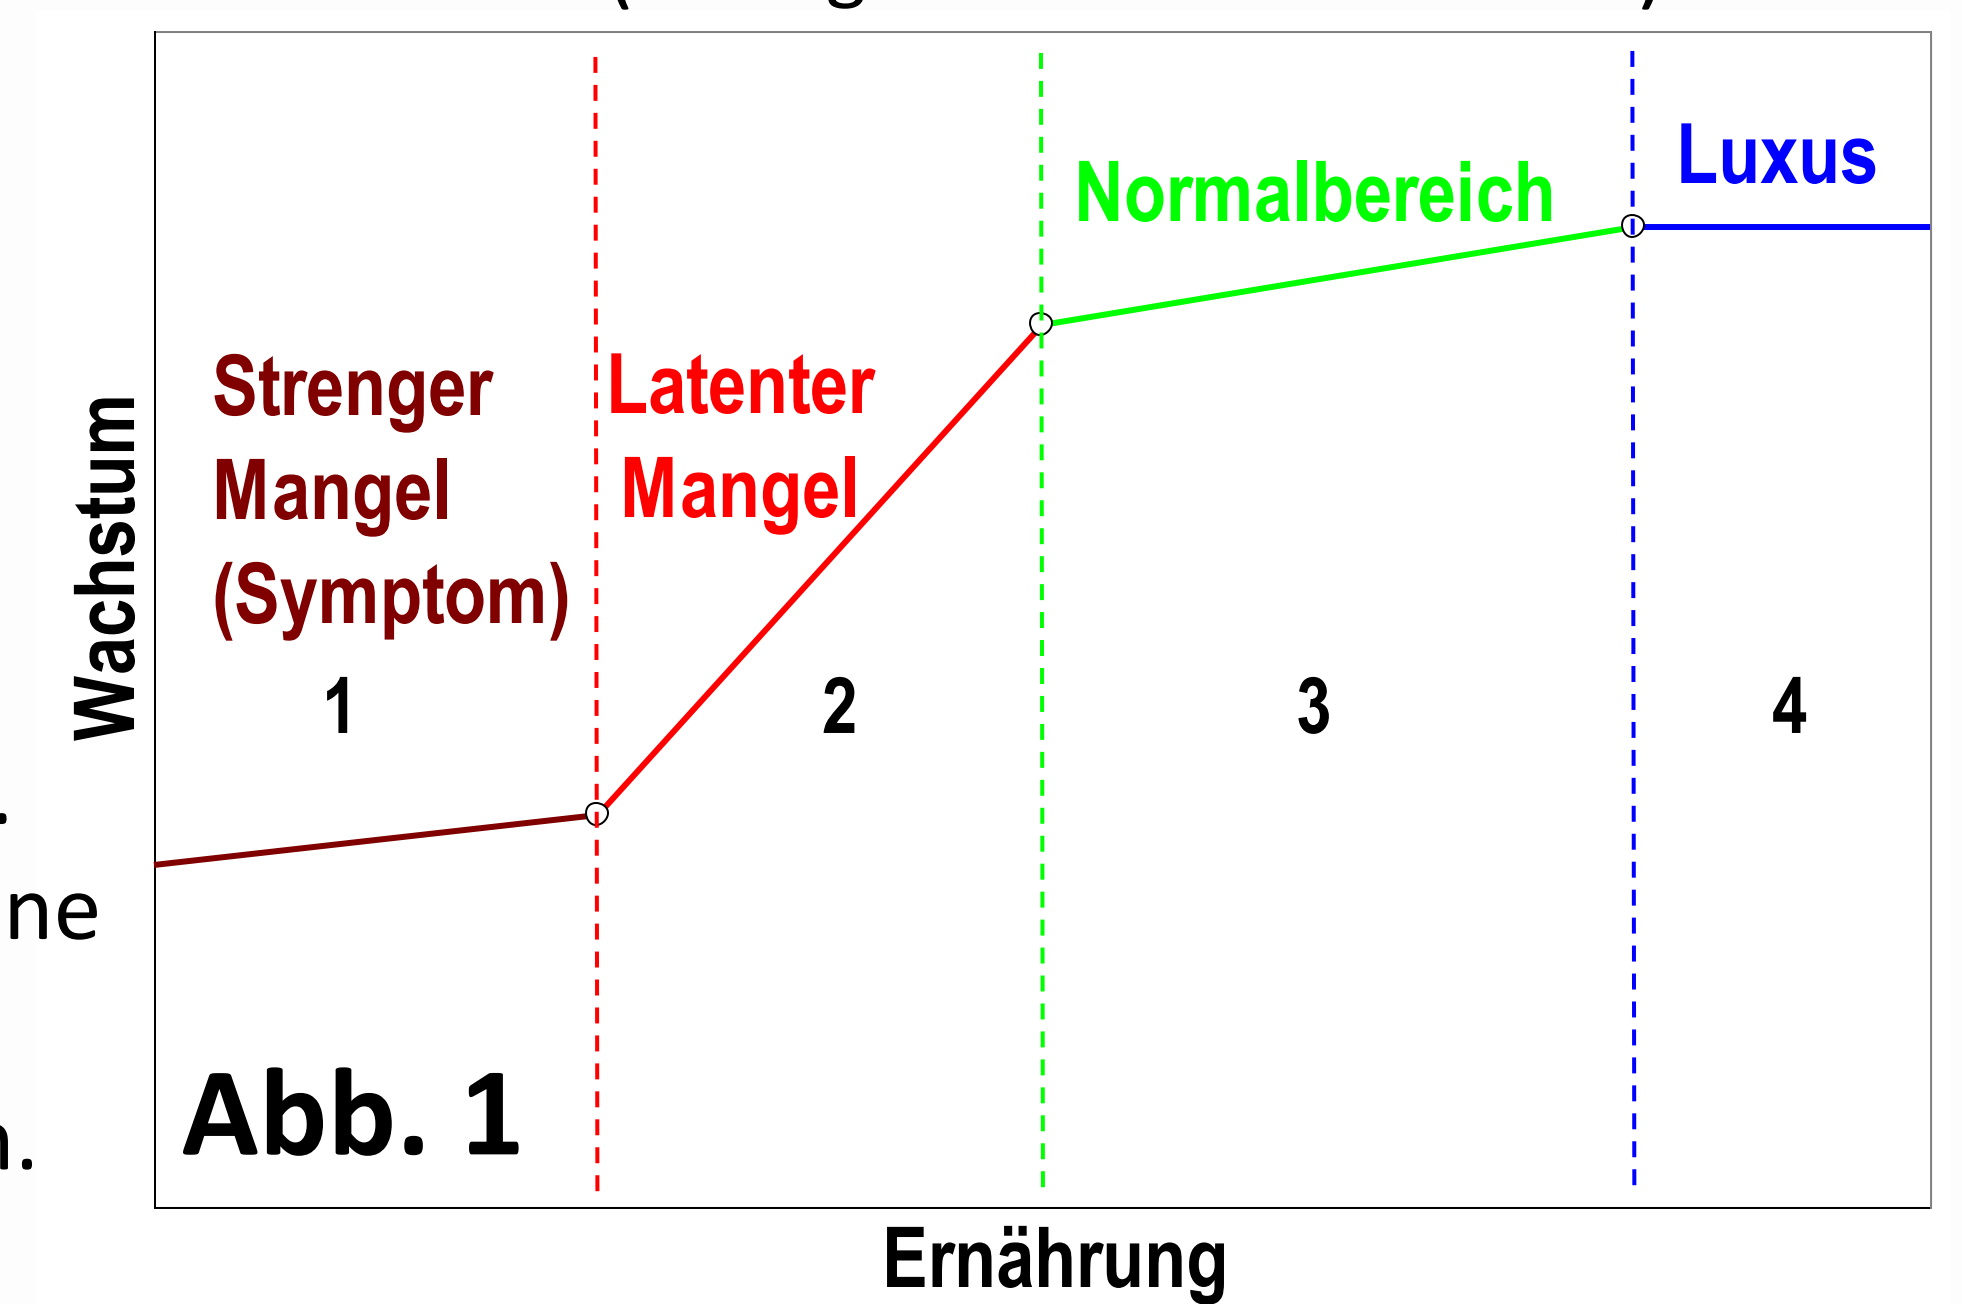 Luxus
Normalbereich
Strenger
Mangel
(Symptom)
Latenter
Mangel
1
2
3
4
Wachstum
ne
Abb. 1
Ernährung